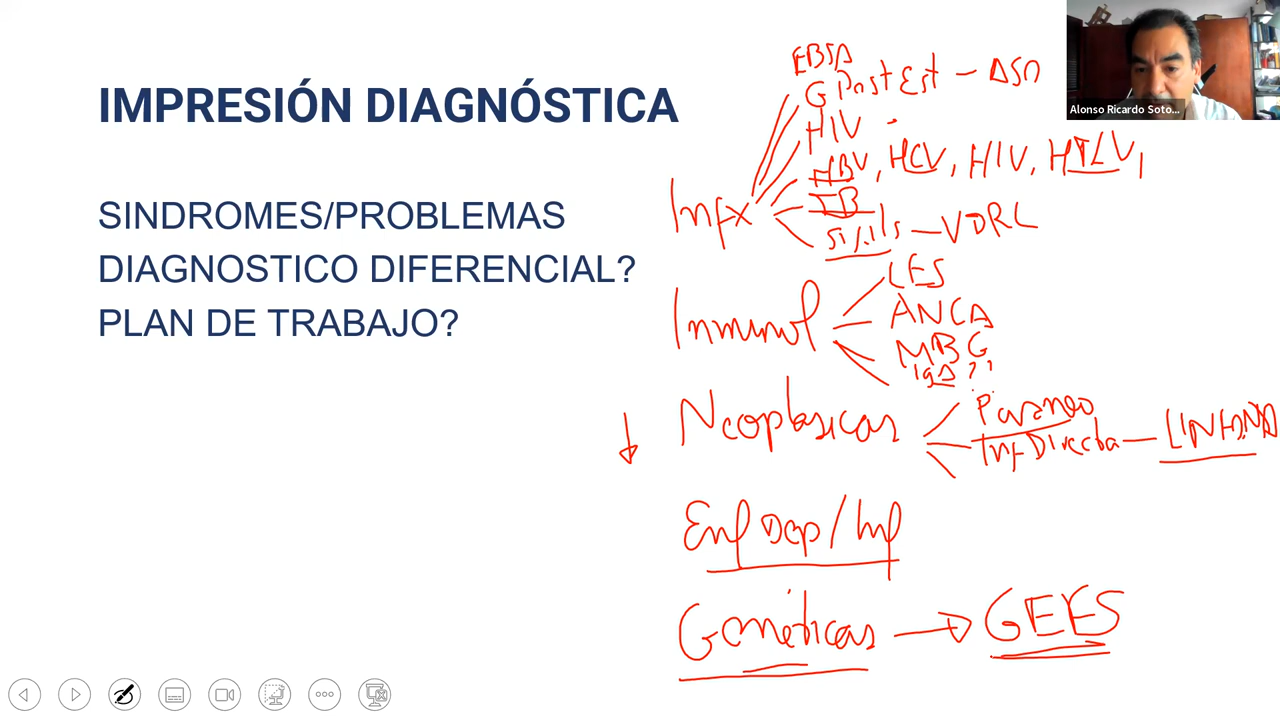 IMPRESIÓN DIAGNÓSTICA
SINDROMES/PROBLEMAS
DIAGNOSTICO DIFERENCIAL?
PLAN DE TRABAJO?
Alonso Ricardo Soto...
EBSA
G Post Est - ASO
HIV
Infx
HBV, HCV, HIV, HTLV,
TB
Sífilis - VDRL
Inmunol
LES
ANCA
MBG
IgA ??
Neoplasicas
Paraneo
Inf Directa - LINFOMA
Enf Dep/Inf
Genéticas → GEFS